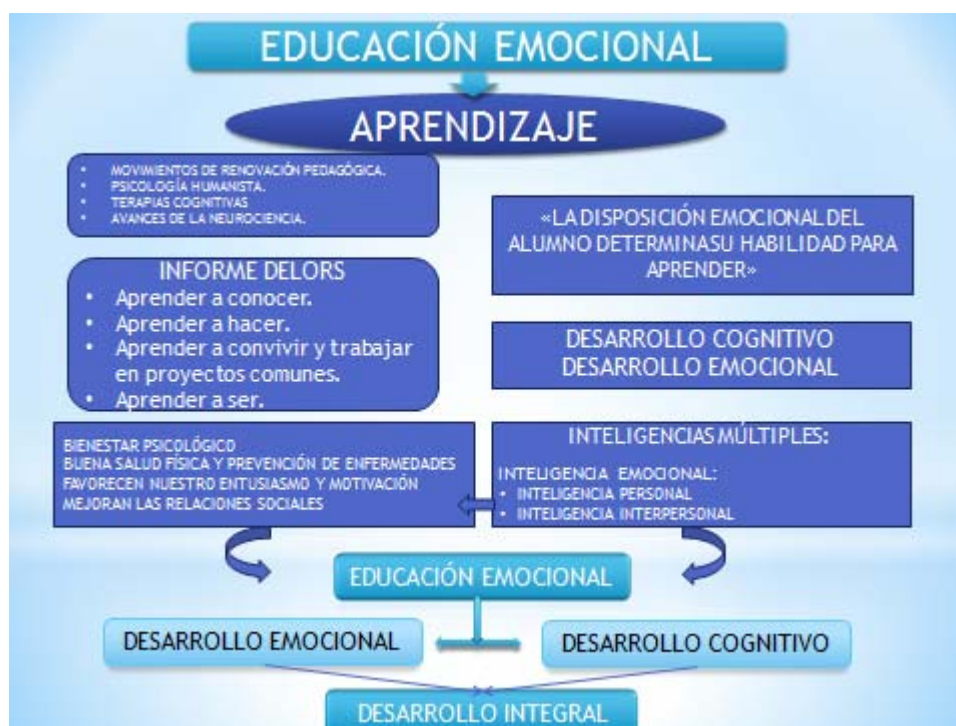 EDUCACIÓN EMOCIONAL
APRENDIZAJE
• MOVIMIENTOS DE RENOVACIÓN PEDAGÓGICA.
• PSICOLOGÍA HUMANISTA.
• TERAPIAS COGNITIVAS
• AVANCES DE LA NEUROCIENCIA.
«LA DISPOSICIÓN EMOCIONAL DEL
ALUMNO DETERMINASU HABILIDAD PARA
APRENDER»
INFORME DELORS
• Aprender a conocer.
• Aprender a hacer.
• Aprender a convivir y trabajar
en proyectos comunes.
• Aprender a ser.
DESARROLLO COGNITIVO
DESARROLLO EMOCIONAL
BIENESTAR PSICOLÓGICO
BUENA SALUD FÍSICA Y PREVENCIÓN DE ENFERMEDADES
FAVORECEN NUESTRO ENTUSIASMO Y MOTIVACIÓN
MEJORAN LAS RELACIONES SOCIALES
INTELIGENCIAS MÚLTIPLES:
INTELIGENCIA EMOCIONAL:
• INTELIGENCIA PERSONAL
• INTELIGENCIA INTERPERSONAL
EDUCACIÓN EMOCIONAL
DESARROLLO EMOCIONAL
DESARROLLO COGNITIVO
DESARROLLO INTEGRAL